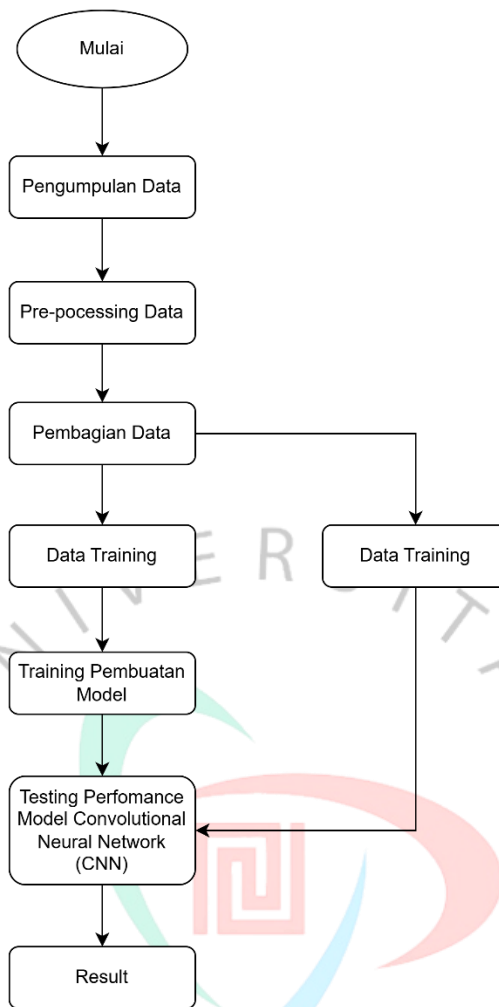 Mulai
Pengumpulan Data
Pre-pocessing Data
Pembagian Data
Data Training
Data Training
Training Pembuatan
Model
Testing Perfomance
Model Convolutional
Neural Network
(CNN)
Result